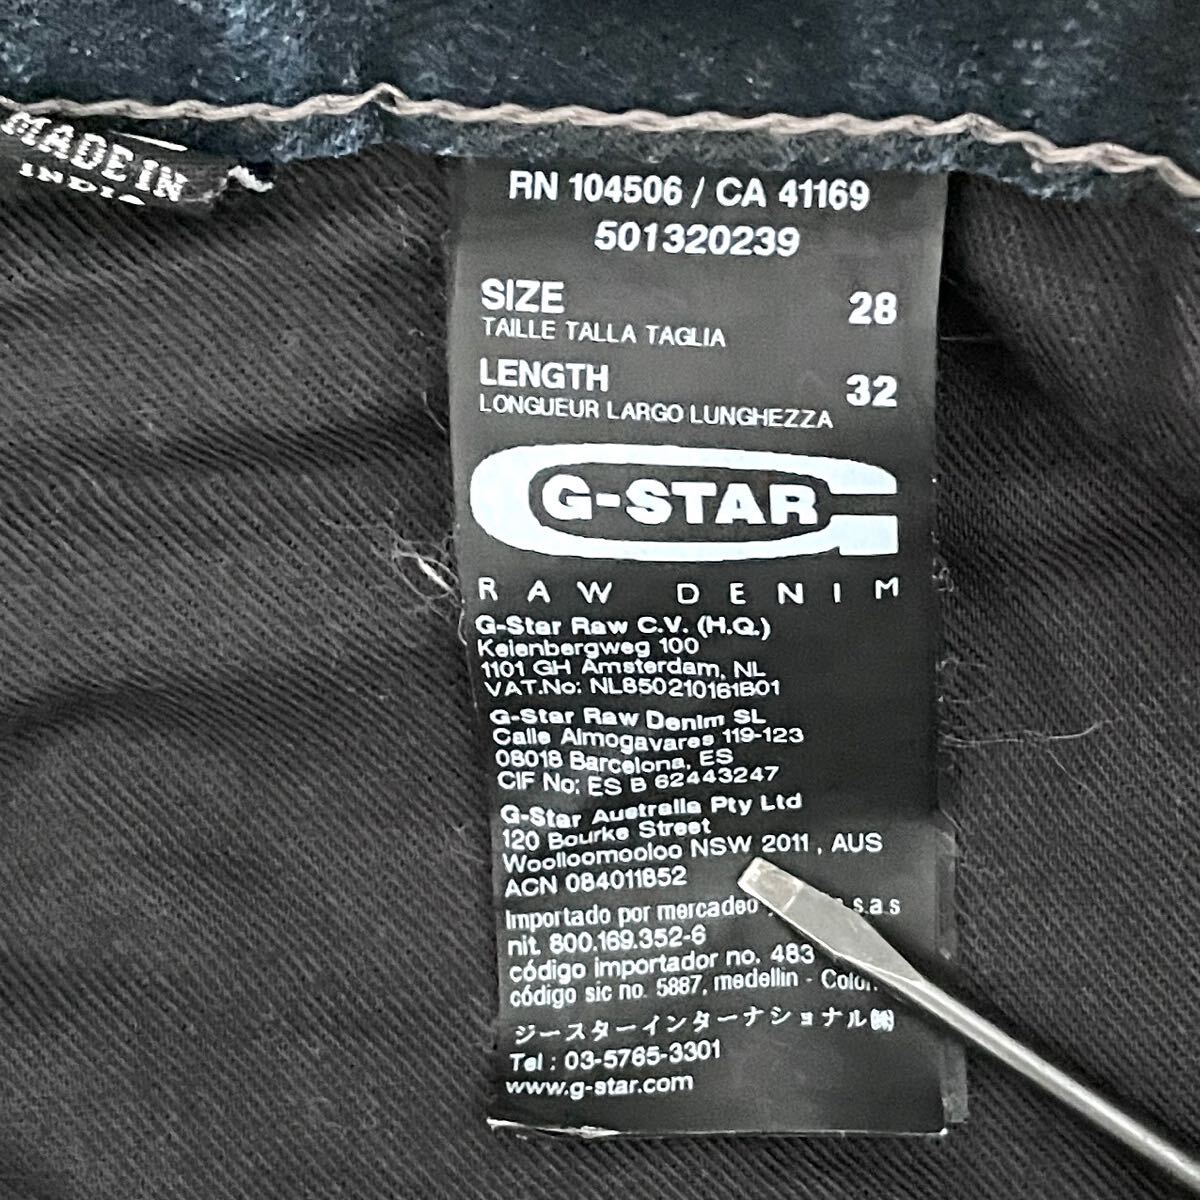 MADE IN
RN 104506 / CA 41169
501320239
SIZE 28
TAILLE TALLA TAGLIA
LENGTH 32
LONGUEUR LARGO LUNGHEZZA
G-STAR
RAW DENIM
G-Star Raw C.V. (H.Q.)
Keienbergweg 100
1101 GH Amsterdam, NL
VAT.No: NL850210161B01
G-Star Raw Denim SL
Calle Almogavares 119-123
08018 Barcelona, ES
CIF No: ES B 62443247
G-Star Australia Pty Ltd
120 Bourke Street
Woolloomooloo NSW 2011, AUS
ACN 084011852
Importado por mercadeo s.a.s
nit. 800.169.352-6
código importador no. 483
código sic no. 5887, medellin -
ジースターインターナショナル㈱
Tel : 03-5765-3301
www.g-star.com